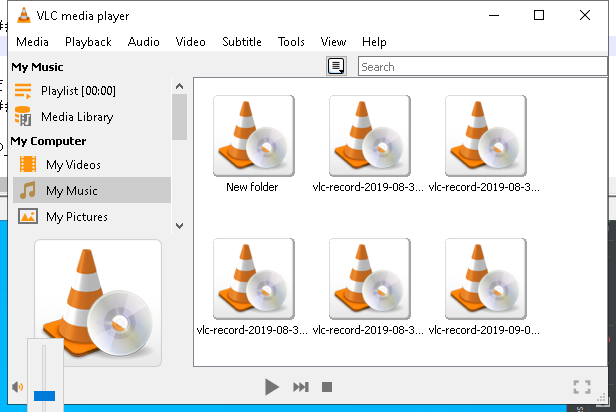 VLC media player
Media Playback Audio Video Subtitle Tools View Help
My Music
Search
Playlist [00:00]
Media Library
My Computer
My Videos
My Music
My Pictures
New folder vlc-record-2019-08-3... vlc-record-2019-08-3...
vlc-record-2019-08-3... vlc-record-2019-08-3... vlc-record-2019-09-0...